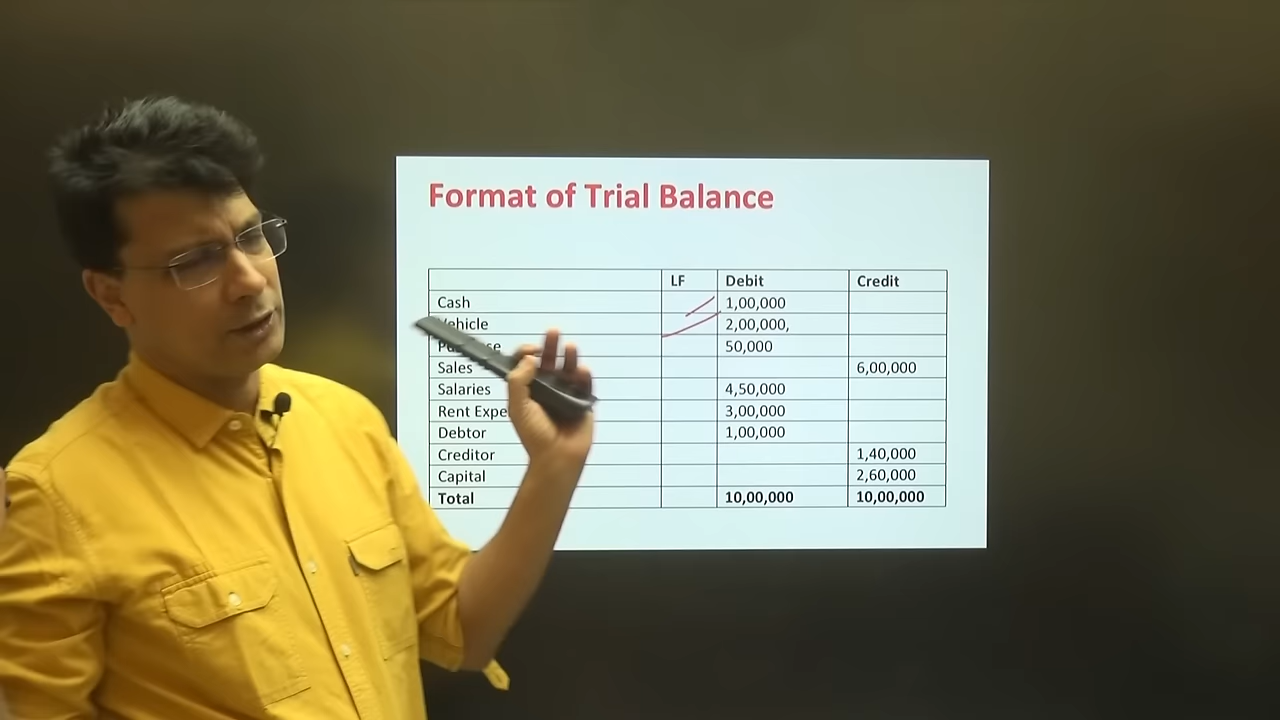 Format of Trial Balance
LF Debit Credit
Cash 1,00,000
2,00,000,
50,000
Sales 6,00,000
Salaries 4,50,000
Rent 3,00,000
Debtor 1,00,000
Creditor 1,40,000
Capital 2,60,000
Total 10,00,000 10,00,000